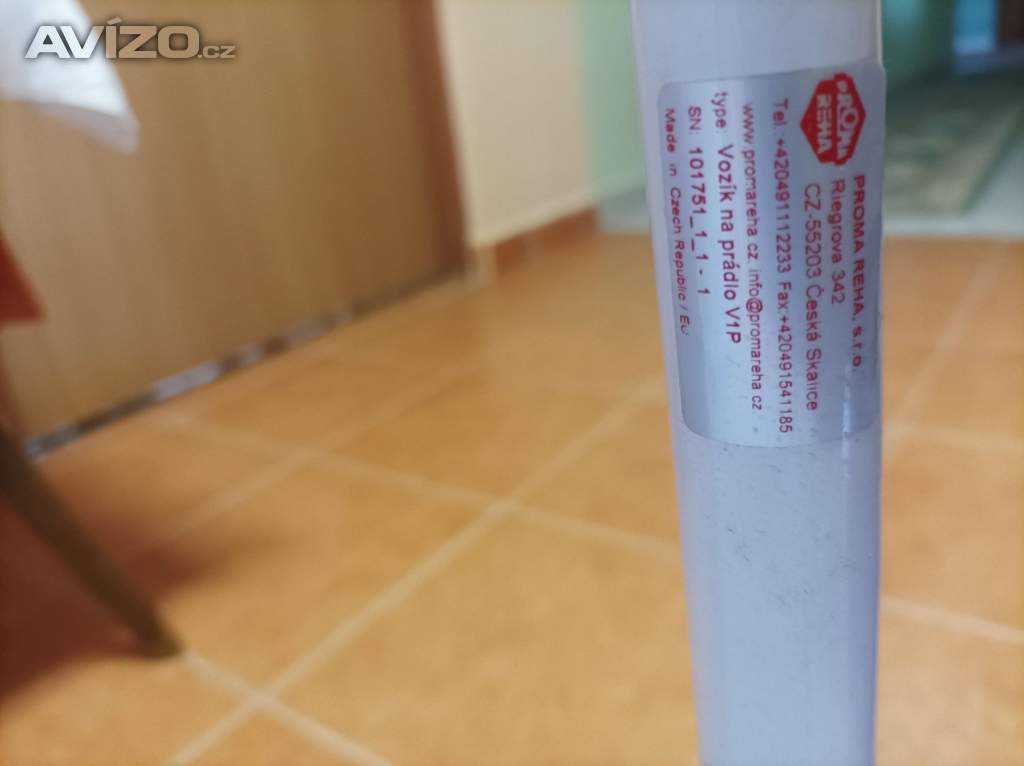 AVÍZO.cz
PROMA REHA
PROMA REHA, s.r.o.
Riegrova 342
CZ-55203 Česká Skalice
Tel.:+420491112233 Fax:+420491541185
www.promareha.cz, info@promareha.cz
type: Vozík na prádlo V1P
SN: 101751_1_1 - 1
Made in Czech Republic / EU